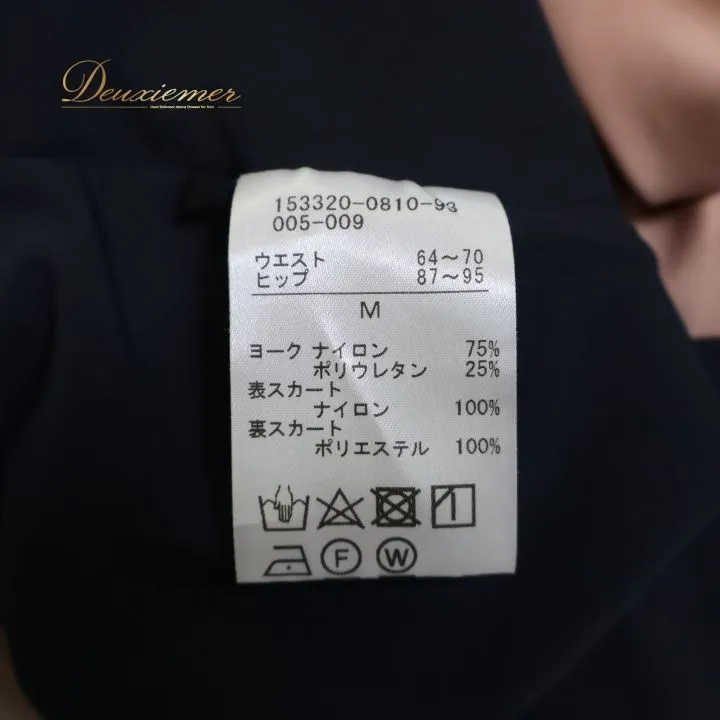 Deuxiemer
153320-0810-93
005-009
ウエスト 64～70
ヒップ 87～95
M
ヨーク ナイロン 75%
ポリウレタン 25%
表スカート
ナイロン 100%
裏スカート
ポリエステル 100%
F W